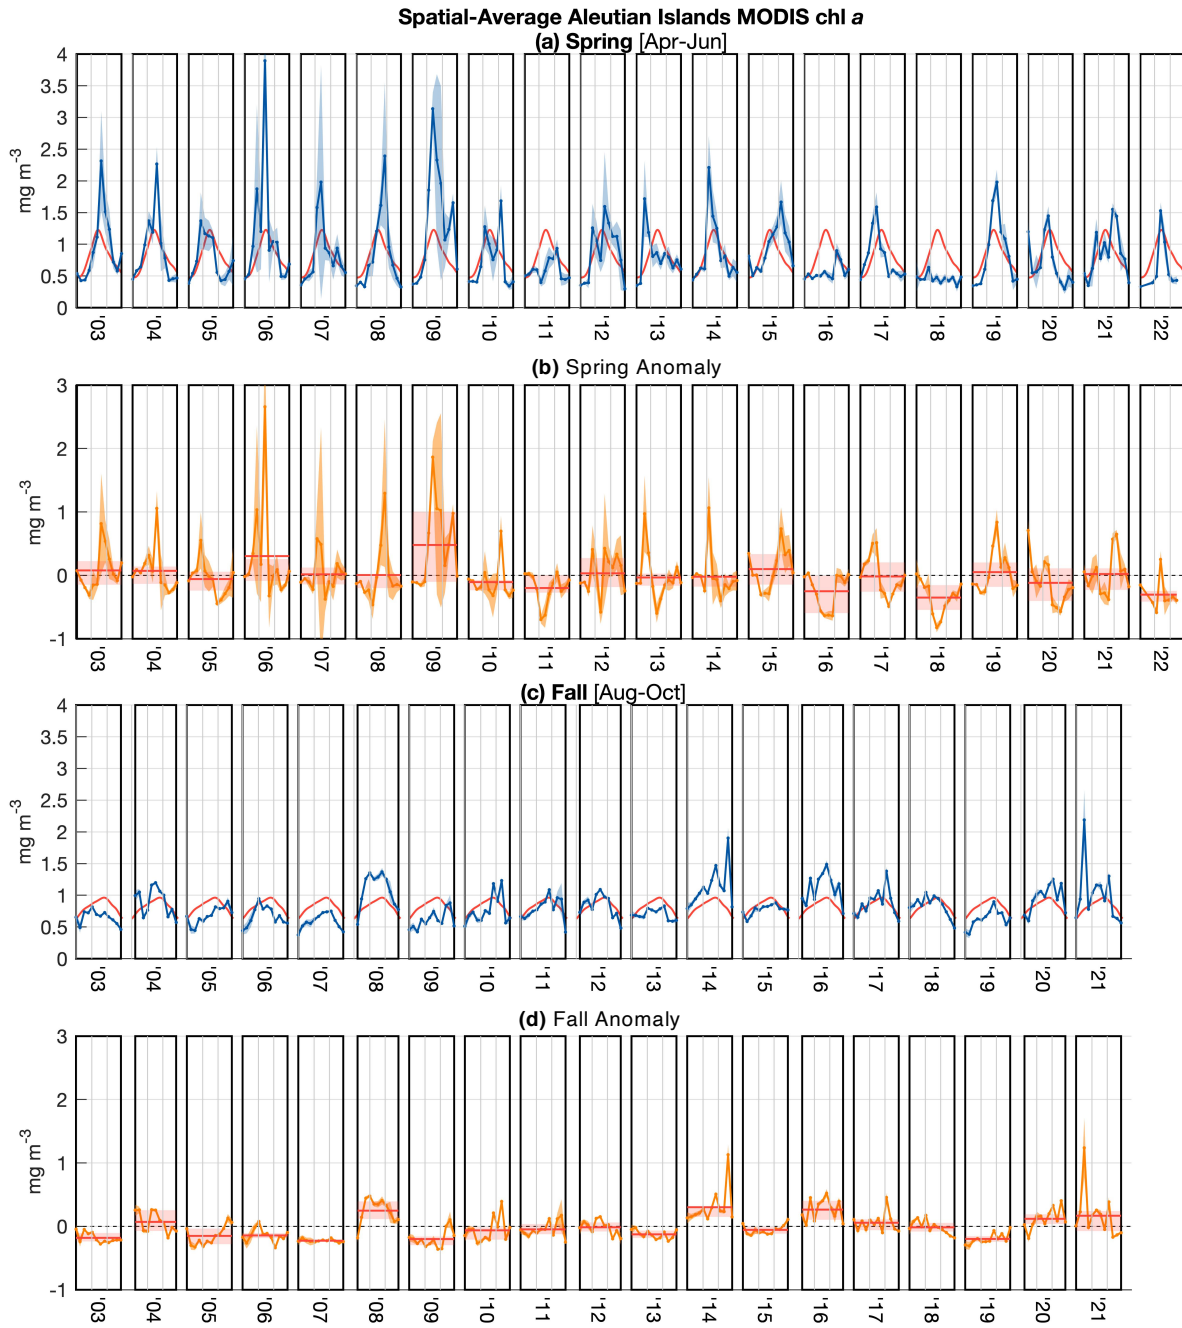 Spatial-Average Aleutian Islands MODIS chl a
(a) Spring [Apr-Jun]
4
3.5
3
2.5
2
1.5
1
0.5
0
mg m-3
'03 '04 '05 '06 '07 '08 '09 '10 '11 '12 '13 '14 '15 '16 '17 '18 '19 '20 '21 '22
(b) Spring Anomaly
3
2
1
0
-1
mg m-3
'03 '04 '05 '06 '07 '08 '09 '10 '11 '12 '13 '14 '15 '16 '17 '18 '19 '20 '21 '22
(c) Fall [Aug-Oct]
4
3.5
3
2.5
2
1.5
1
0.5
0
mg m-3
'03 '04 '05 '06 '07 '08 '09 '10 '11 '12 '13 '14 '15 '16 '17 '18 '19 '20 '21
(d) Fall Anomaly
3
2
1
0
-1
mg m-3
'03 '04 '05 '06 '07 '08 '09 '10 '11 '12 '13 '14 '15 '16 '17 '18 '19 '20 '21